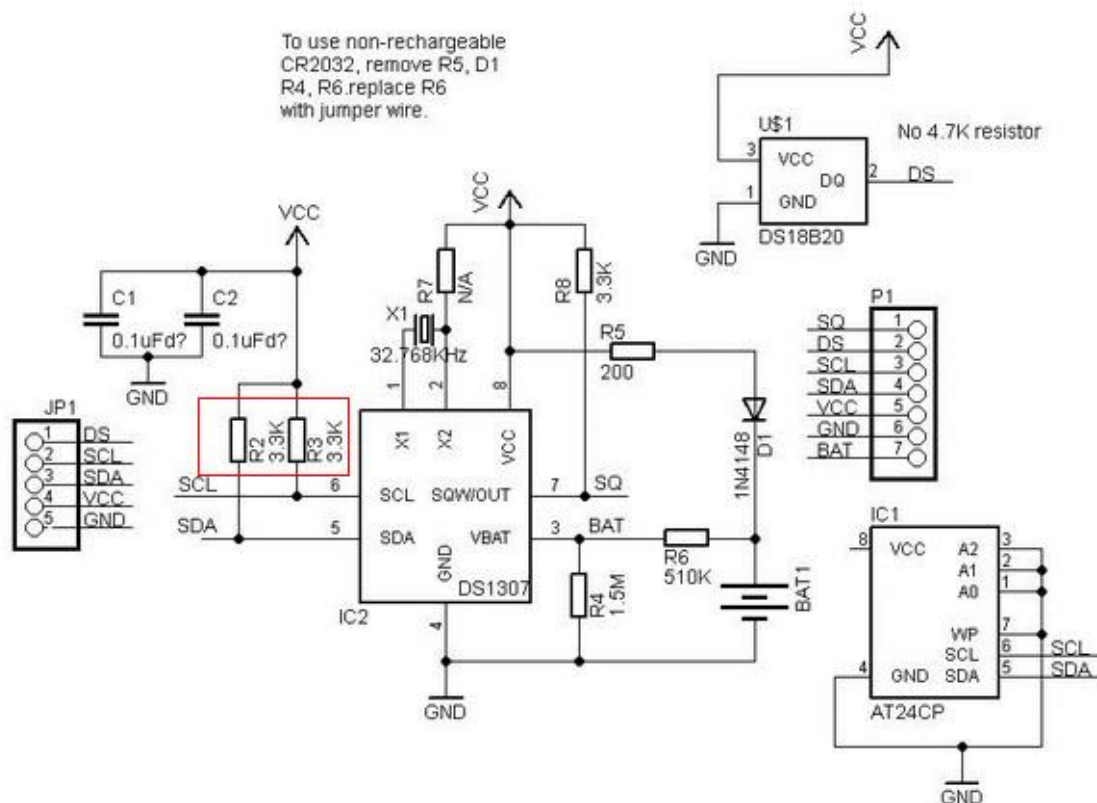 To use non-rechargeable
CR2032, remove R5, D1
R4, R6.replace R6
with jumper wire.
VCC
U$1
No 4.7K resistor
3
VCC
DQ
2
DS
1
GND
DS18B20
GND
VCC
VCC
C1
0.1uFd?
C2
0.1uFd?
GND
R7
N/A
X1
32.768KHz
R8
3.3K
R5
200
1N4148
D1
P1
SQ 1
DS 2
SCL 3
SDA 4
VCC 5
GND 6
BAT 7
JP1
1 DS
2 SCL
3 SDA
4 VCC
5 GND
R2
3.3K
R3
3.3K
1
2
8
X1
X2
VCC
SCL
6
SCL
SQW/OUT
7
SQ
SDA
5
SDA
VBAT
3
BAT
GND
DS1307
IC2
4
GND
R4
1.5M
R6
510K
BAT1
IC1
8
VCC
A2
3
A1
2
A0
1
WP
7
SCL
6
SCL
4
GND
SDA
5
SDA
AT24CP
GND